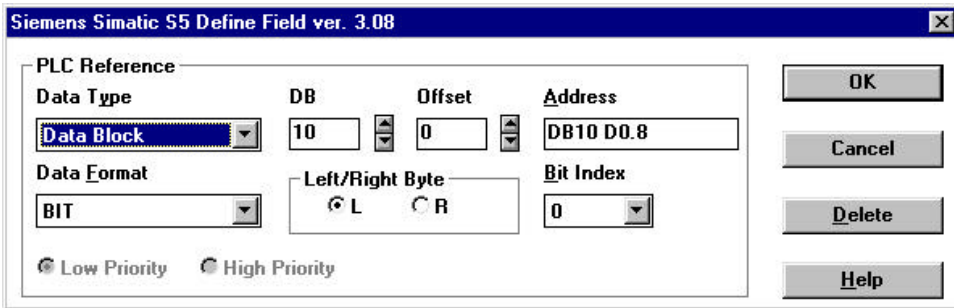 Siemens Simatic S5 Define Field ver. 3.08
PLC Reference
Data Type DB Offset Address
Data Block 10 0 DB10 D0.8
Data Format Left/Right Byte Bit Index
BIT L R 0
Low Priority High Priority
OK
Cancel
Delete
Help